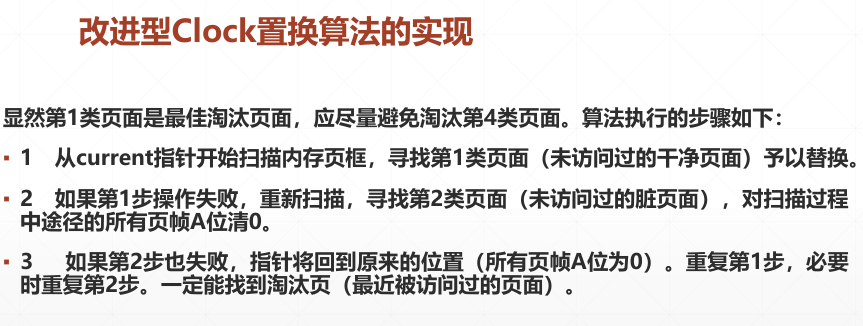 改进型Clock置换算法的实现
显然第1类页面是最佳淘汰页面，应尽量避免淘汰第4类页面。算法执行的步骤如下：
▪ 1 从current指针开始扫描内存页框，寻找第1类页面（未访问过的干净页面）予以替换。
▪ 2 如果第1步操作失败，重新扫描，寻找第2类页面（未访问过的脏页面），对扫描过程
中途径的所有页帧A位清0。
▪ 3 如果第2步也失败，指针将回到原来的位置（所有页帧A位为0）。重复第1步，必要
时重复第2步。一定能找到淘汰页（最近被访问过的页面）。